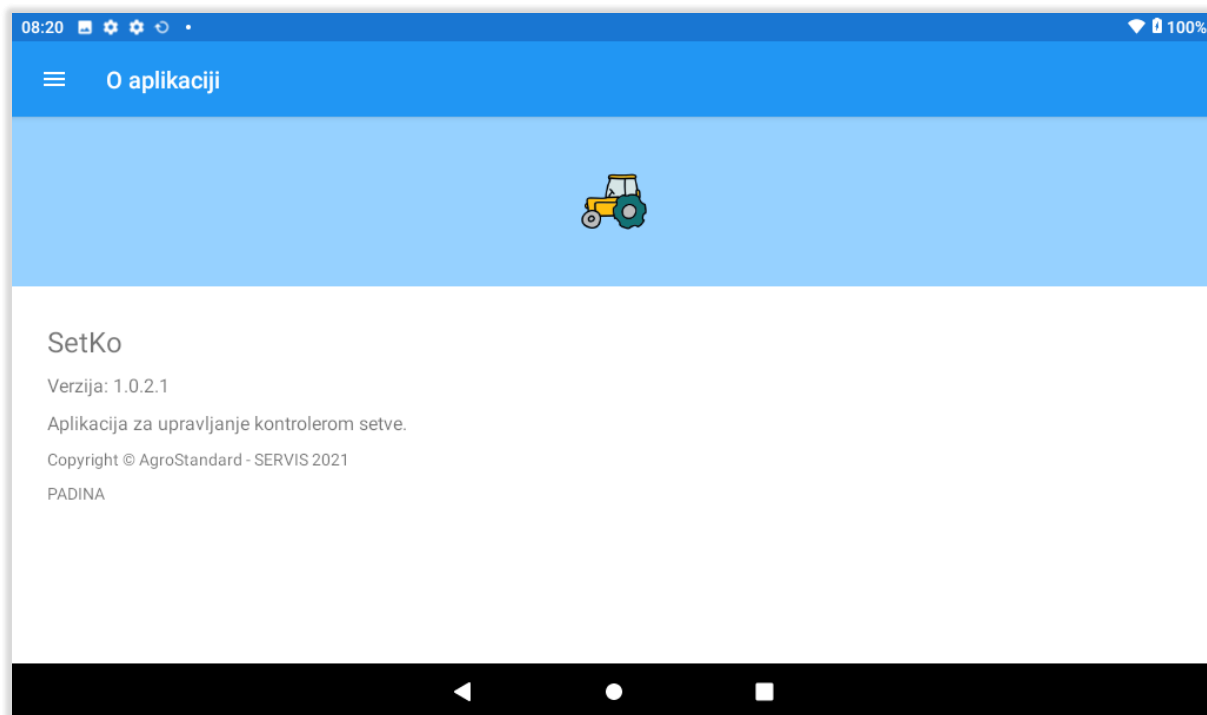 08:20 100%
O aplikaciji
SetKo
Verzija: 1.0.2.1
Aplikacija za upravljanje kontrolerom setve.
Copyright © AgroStandard - SERVIS 2021
PADINA